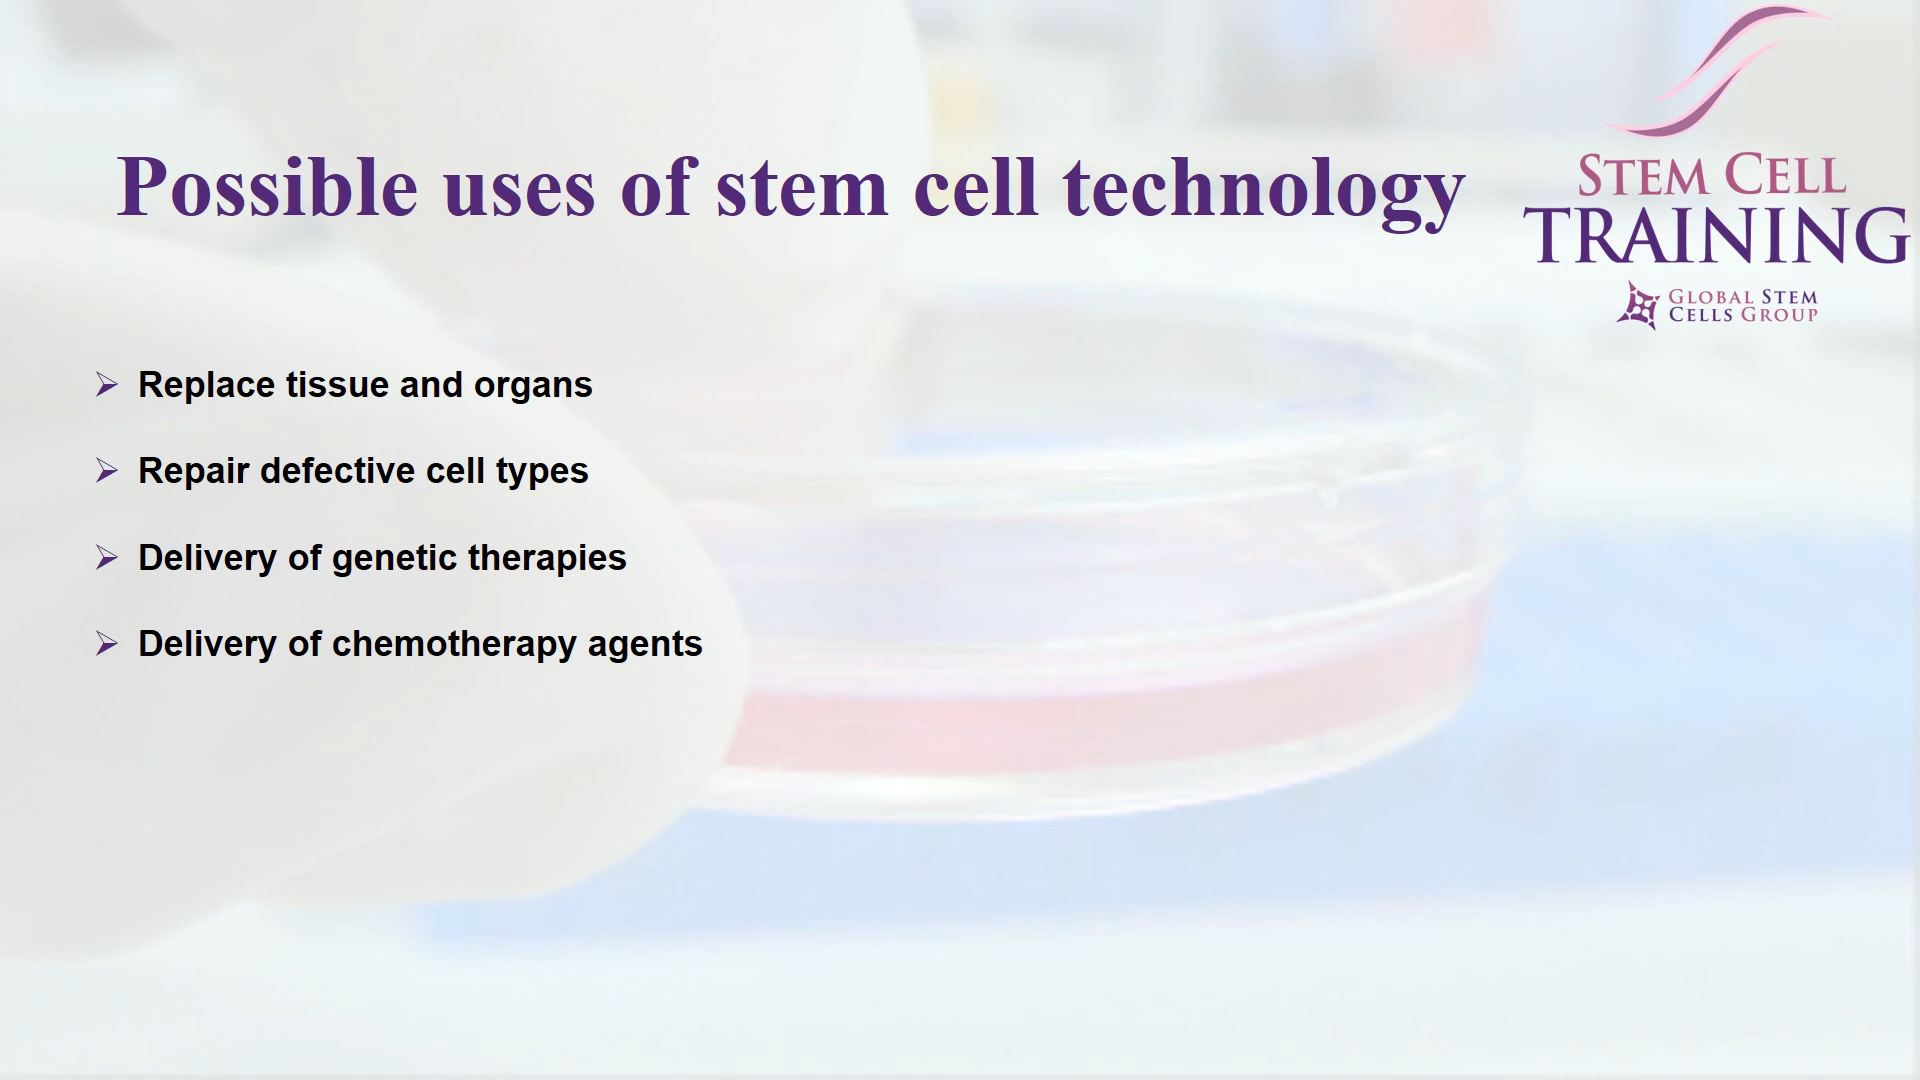 Possible uses of stem cell technology
STEM CELL
TRAINING
GLOBAL STEM
CELLS GROUP
Replace tissue and organs
Repair defective cell types
Delivery of genetic therapies
Delivery of chemotherapy agents